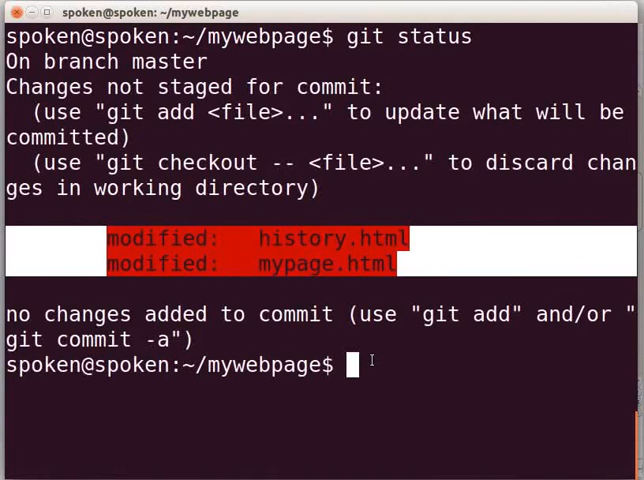 spoken@spoken: ~/mywebpage
spoken@spoken:~/mywebpage$ git status
On branch master
Changes not staged for commit:
  (use "git add <file>..." to update what will be
committed)
  (use "git checkout -- <file>..." to discard chan
ges in working directory)
modified:   history.html
modified:   mypage.html
no changes added to commit (use "git add" and/or "
git commit -a")
spoken@spoken:~/mywebpage$